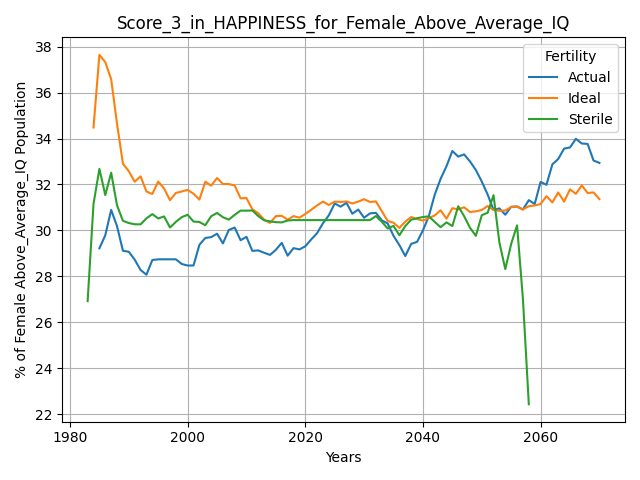 Score_3_in_HAPPINESS_for_Female_Above_Average_IQ
% of Female Above_Average_IQ Population
38
36
34
32
30
28
26
24
22
Fertility
Actual
Ideal
Sterile
1980
2000
2020
2040
2060
Years